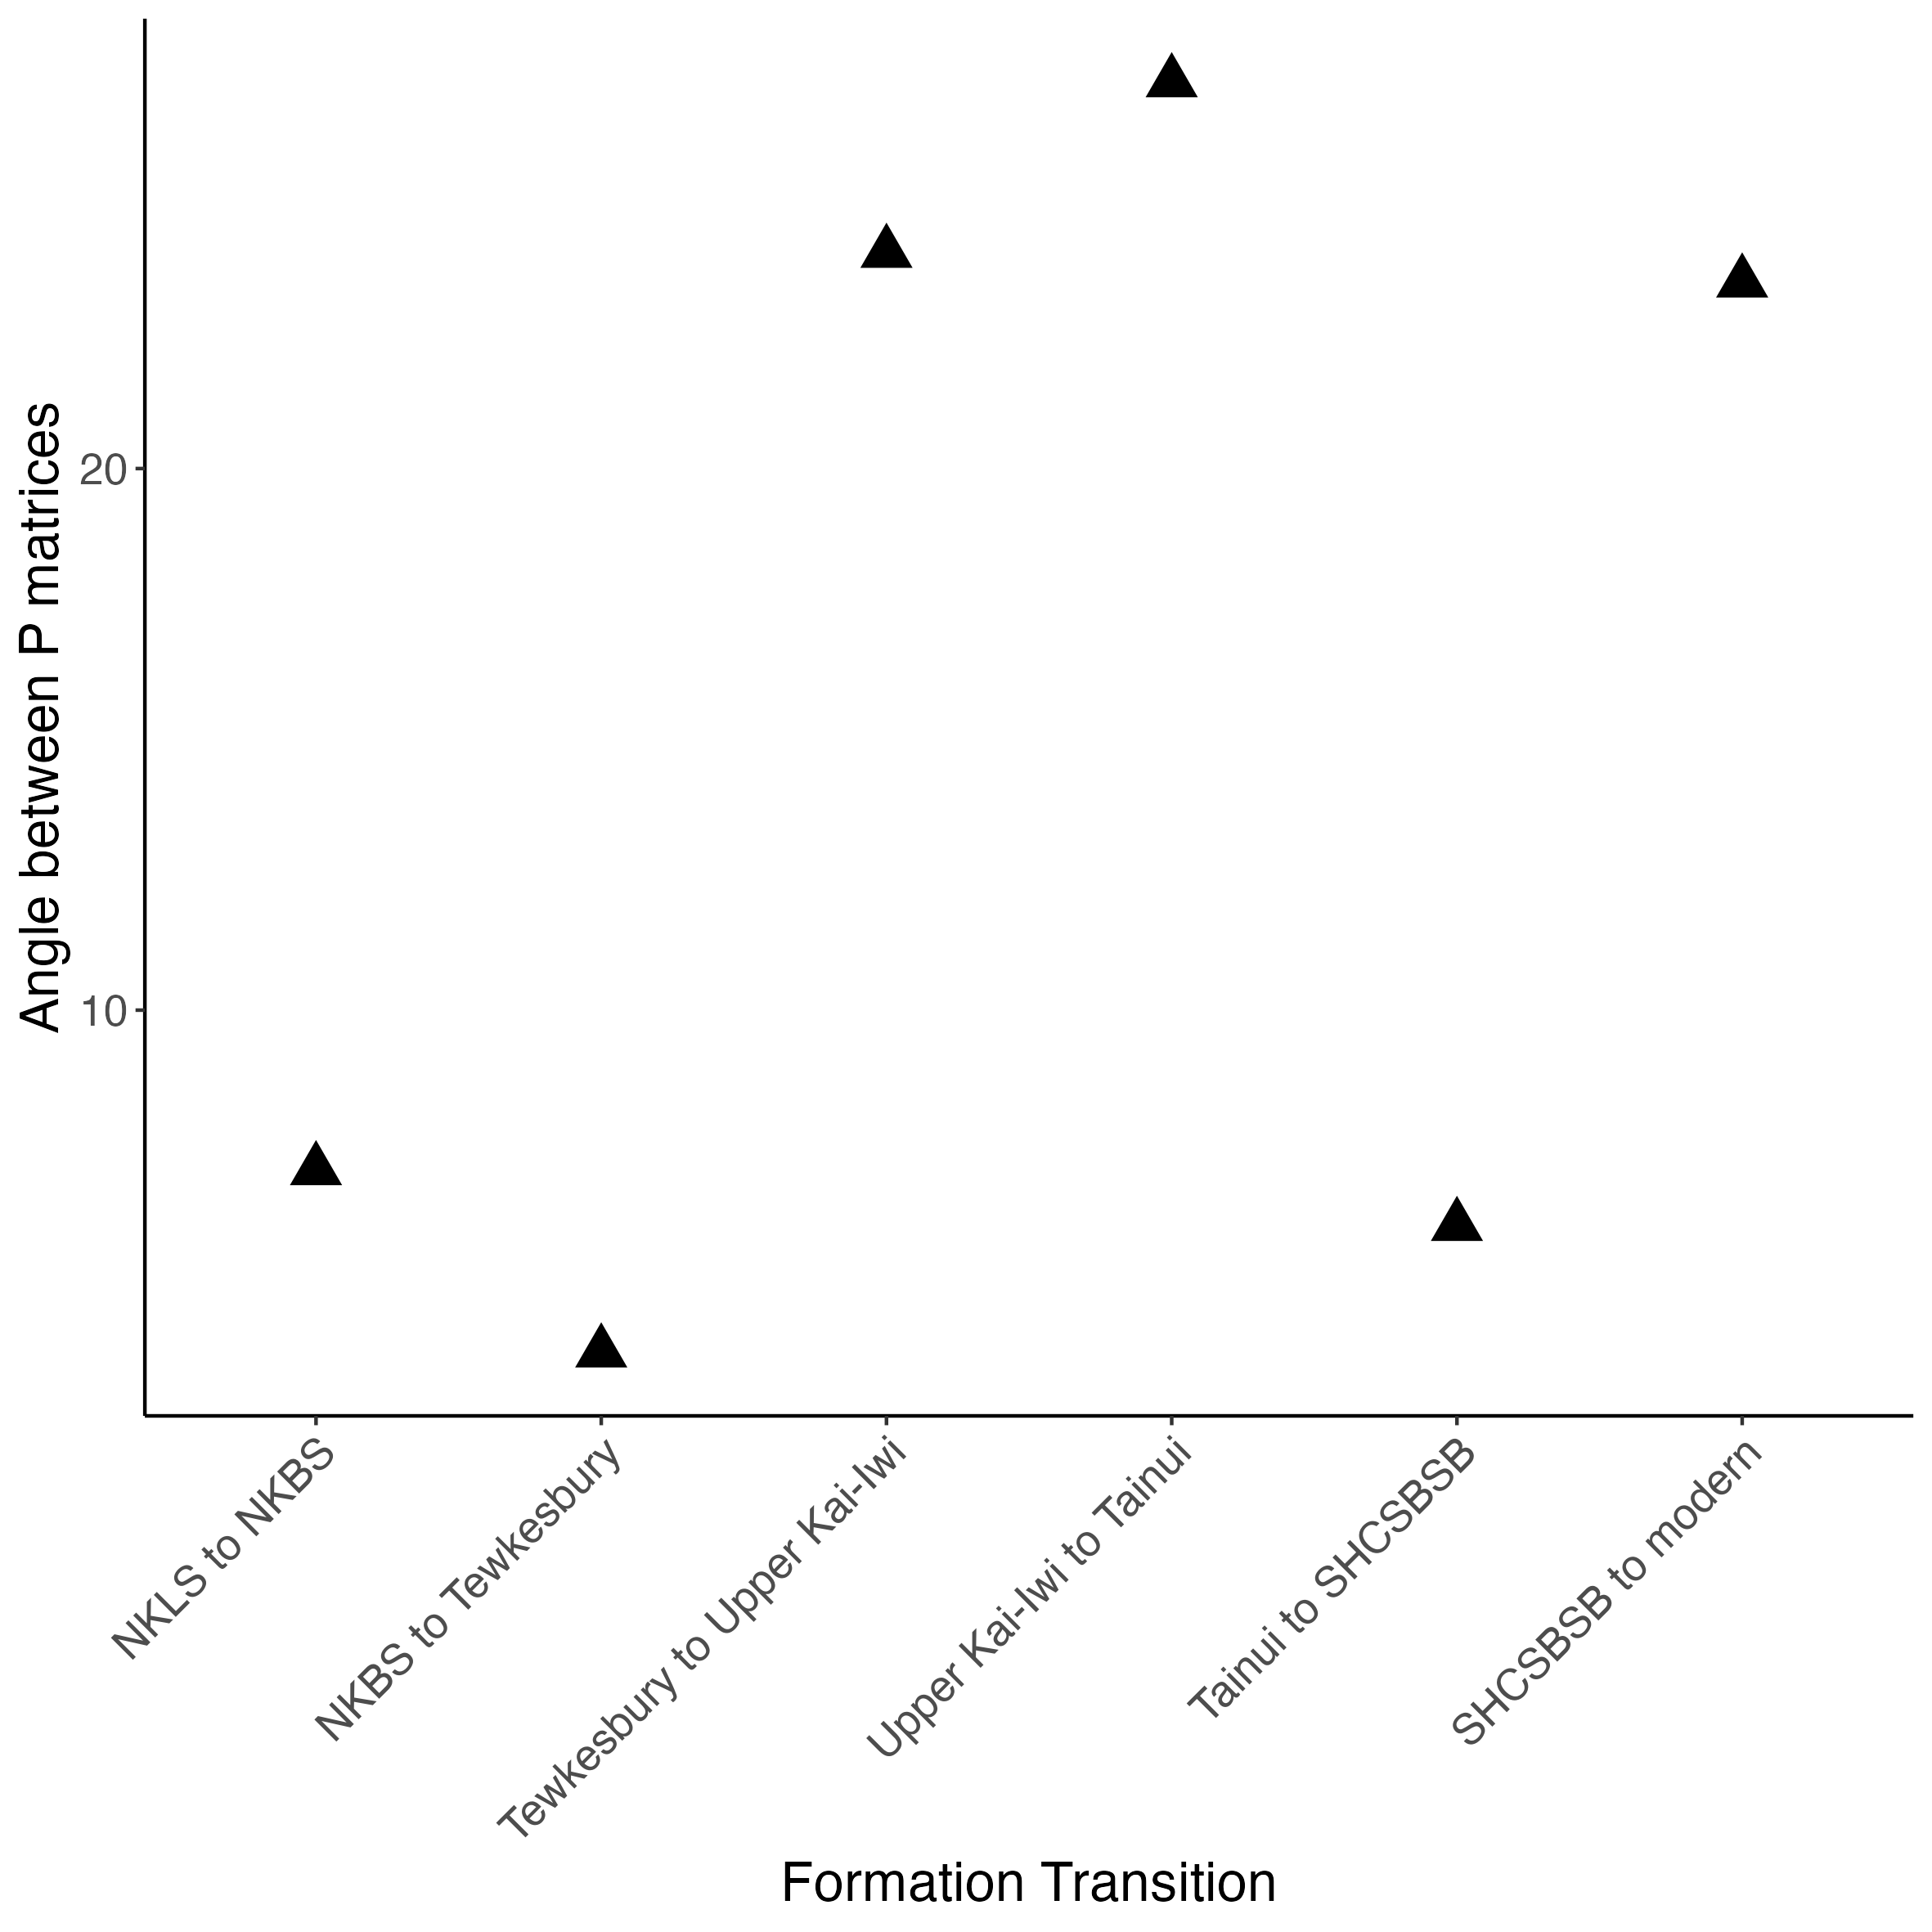 Angle between P matrices
20
10
NKLS to NKBS
NKBS to Tewkesbury
Tewkesbury to Upper Kai-Iwi
Upper Kai-Iwi to Tainui
Tainui to SHCSBSB
SHCSBSB to modern
Formation Transition